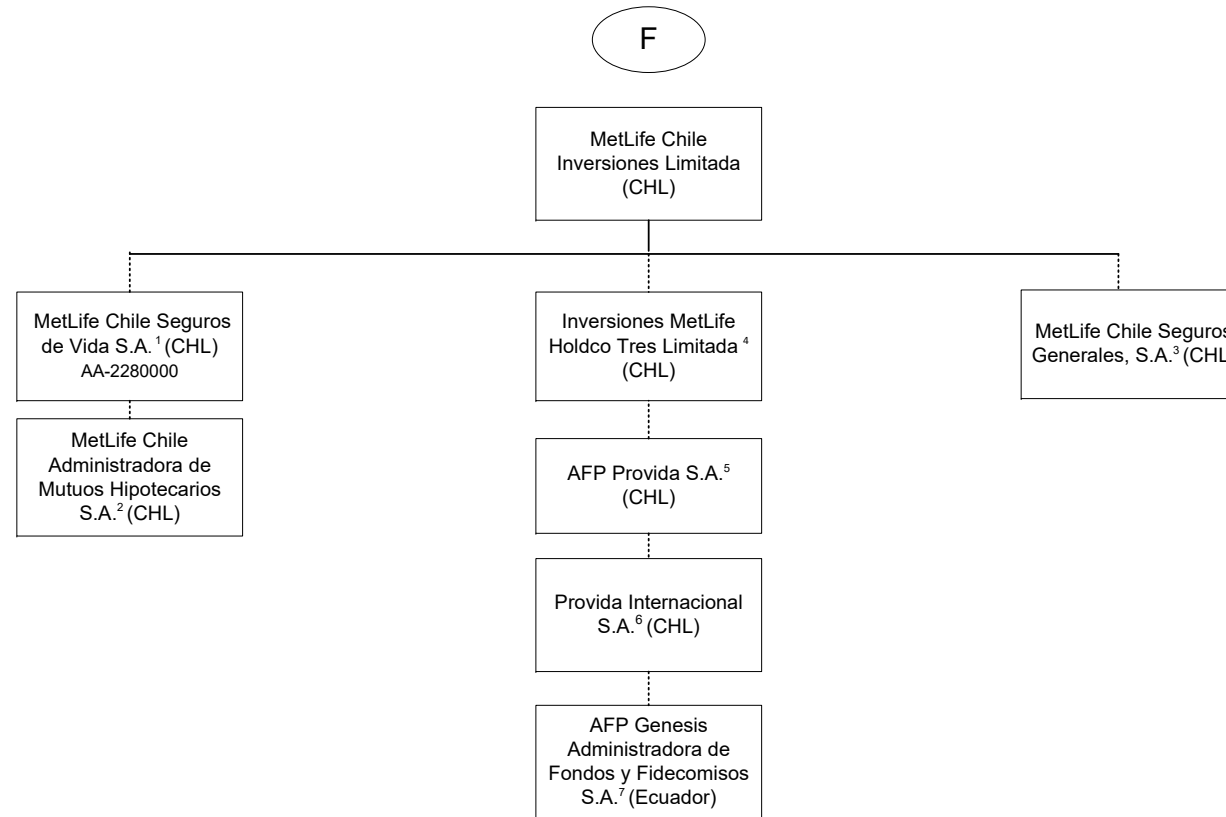 F
MetLife Chile
Inversiones Limitada
(CHL)
MetLife Chile Seguros
de Vida S.A. ¹ (CHL)
AA-2280000
MetLife Chile
Administradora de
Mutuos Hipotecarios
S.A.² (CHL)
Inversiones MetLife
Holdco Tres Limitada ⁴
(CHL)
AFP Provida S.A.⁵
(CHL)
Provida Internacional
S.A.⁶ (CHL)
AFP Genesis
Administradora de
Fondos y Fidecomisos
S.A.⁷ (Ecuador)
MetLife Chile Seguros
Generales, S.A.³ (CHL